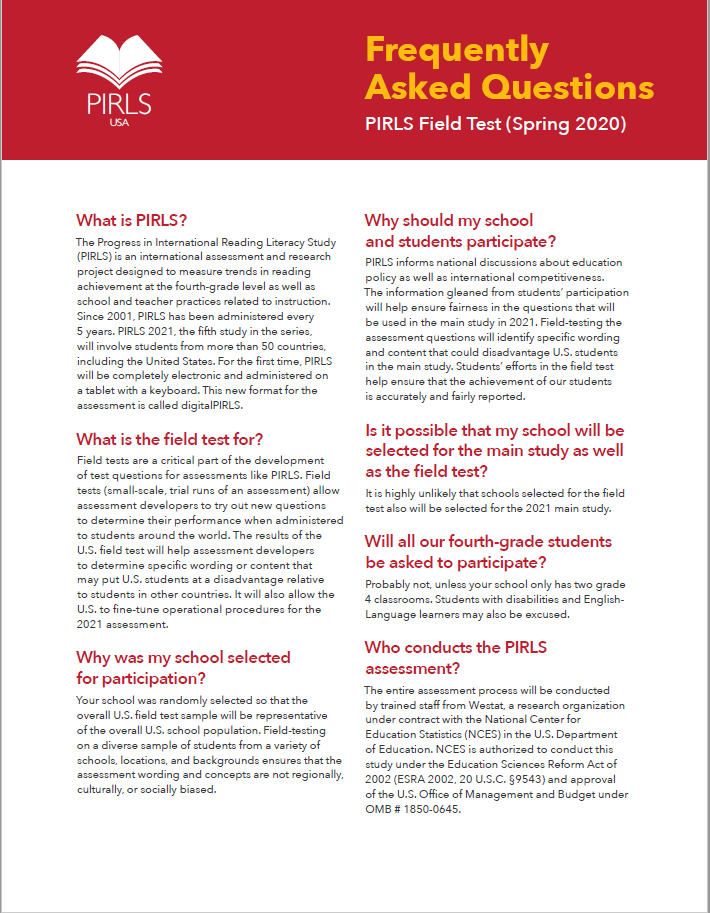 PIRLS
USA
Frequently
Asked Questions
PIRLS Field Test (Spring 2020)
What is PIRLS?
The Progress in International Reading Literacy Study
(PIRLS) is an international assessment and research
project designed to measure trends in reading
achievement at the fourth-grade level as well as
school and teacher practices related to instruction.
Since 2001, PIRLS has been administered every
5 years. PIRLS 2021, the fifth study in the series,
will involve students from more than 50 countries,
including the United States. For the first time, PIRLS
will be completely electronic and administered on
a tablet with a keyboard. This new format for the
assessment is called digitalPIRLS.
What is the field test for?
Field tests are a critical part of the development
of test questions for assessments like PIRLS. Field
tests (small-scale, trial runs of an assessment) allow
assessment developers to try out new questions
to determine their performance when administered
to students around the world. The results of the
U.S. field test will help assessment developers
to determine specific wording or content that
may put U.S. students at a disadvantage relative
to students in other countries. It will also allow the
U.S. to fine-tune operational procedures for the
2021 assessment.
Why was my school selected
for participation?
Your school was randomly selected so that the
overall U.S. field test sample will be representative
of the overall U.S. school population. Field-testing
on a diverse sample of students from a variety of
schools, locations, and backgrounds ensures that the
assessment wording and concepts are not regionally,
culturally, or socially biased.
Why should my school
and students participate?
PIRLS informs national discussions about education
policy as well as international competitiveness.
The information gleaned from students' participation
will help ensure fairness in the questions that will
be used in the main study in 2021. Field-testing the
assessment questions will identify specific wording
and content that could disadvantage U.S. students
in the main study. Students' efforts in the field test
help ensure that the achievement of our students
is accurately and fairly reported.
Is it possible that my school will be
selected for the main study as well
as the field test?
It is highly unlikely that schools selected for the field
test also will be selected for the 2021 main study.
Will all our fourth-grade students
be asked to participate?
Probably not, unless your school only has two grade
4 classrooms. Students with disabilities and English-
Language learners may also be excused.
Who conducts the PIRLS
assessment?
The entire assessment process will be conducted
by trained staff from Westat, a research organization
under contract with the National Center for
Education Statistics (NCES) in the U.S. Department
of Education. NCES is authorized to conduct this
study under the Education Sciences Reform Act of
2002 (ESRA 2002, 20 U.S.C. §9543) and approval
of the U.S. Office of Management and Budget under
OMB # 1850-0645.